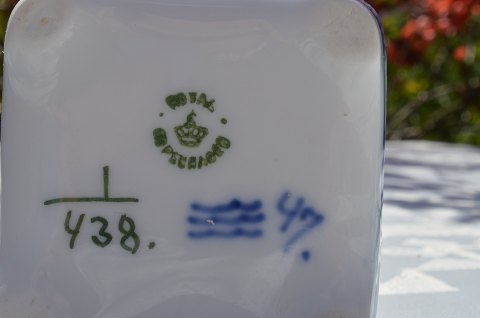 ROYAL
COPENHAGEN
1
438. 47.